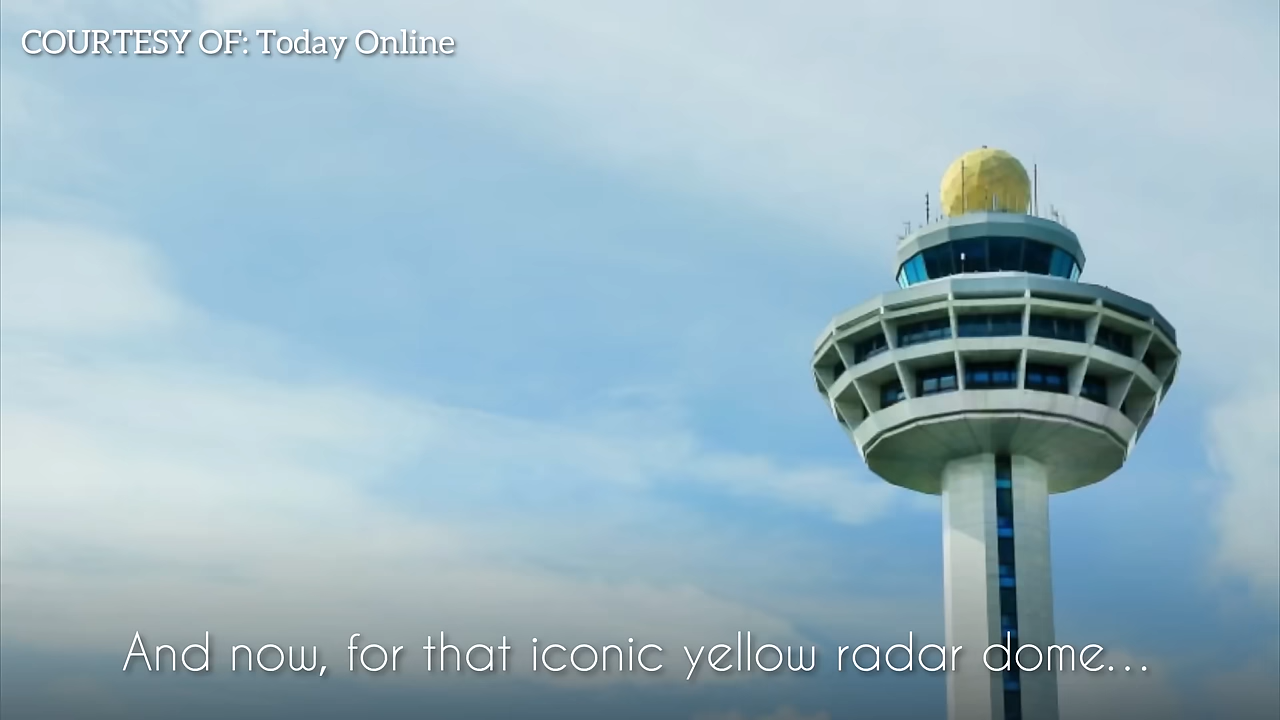 COURTESY OF: Today Online
And now, for that iconic yellow radar dome...